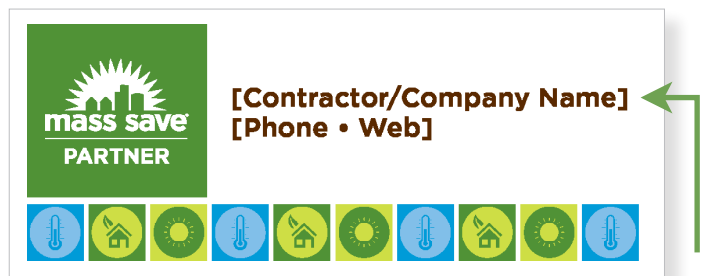 mass save®
PARTNER
[Contractor/Company Name]
[Phone • Web]